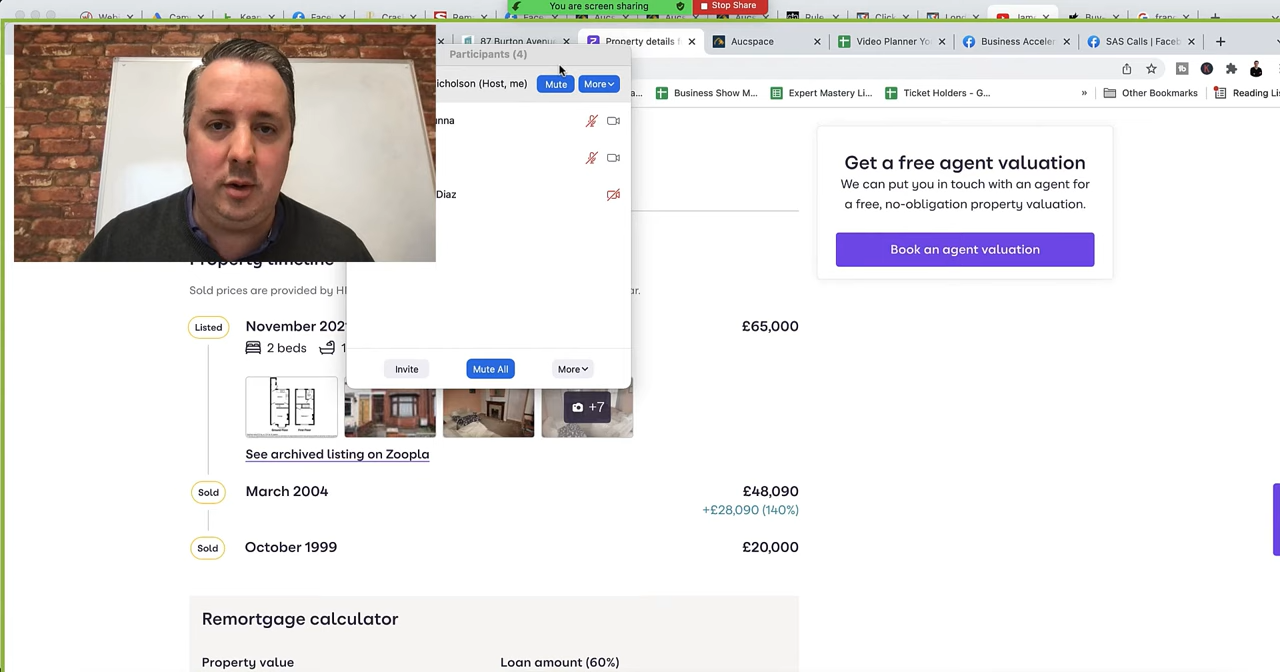 You are screen sharing
Stop Share
87 Burton Avenu
Property details f
Aucspace
Video Planner Yo
Business Acceler
SAS Calls | Faceb
Participants (4)
icholson (Host, me)
Mute
More
Business Show M...
Expert Mastery Li...
Ticket Holders - G...
»
Other Bookmarks
Reading Lis
Diaz
Get a free agent valuation
We can put you in touch with an agent for
a free, no-obligation property valuation.
Book an agent valuation
Property timeline
Sold prices are provided by H
ar.
Listed
November 202
£65,000
2 beds
1
Invite
Mute All
More
+7
See archived listing on Zoopla
Sold
March 2004
£48,090
+£28,090 (140%)
Sold
October 1999
£20,000
Remortgage calculator
Property value
Loan amount (60%)